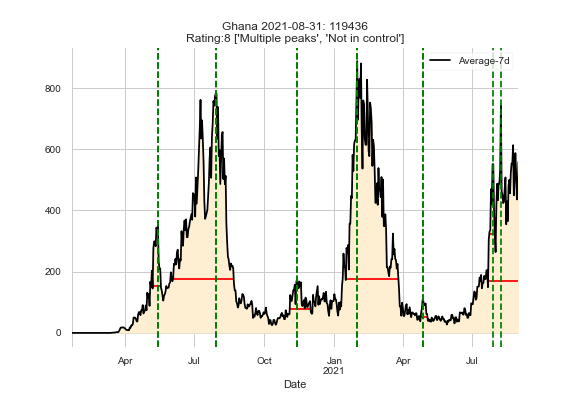 Ghana 2021-08-31: 119436
Rating:8 ['Multiple peaks', 'Not in control']
Average-7d
800
600
400
200
0
Apr
Jul
Oct
Jan
2021
Apr
Jul
Date